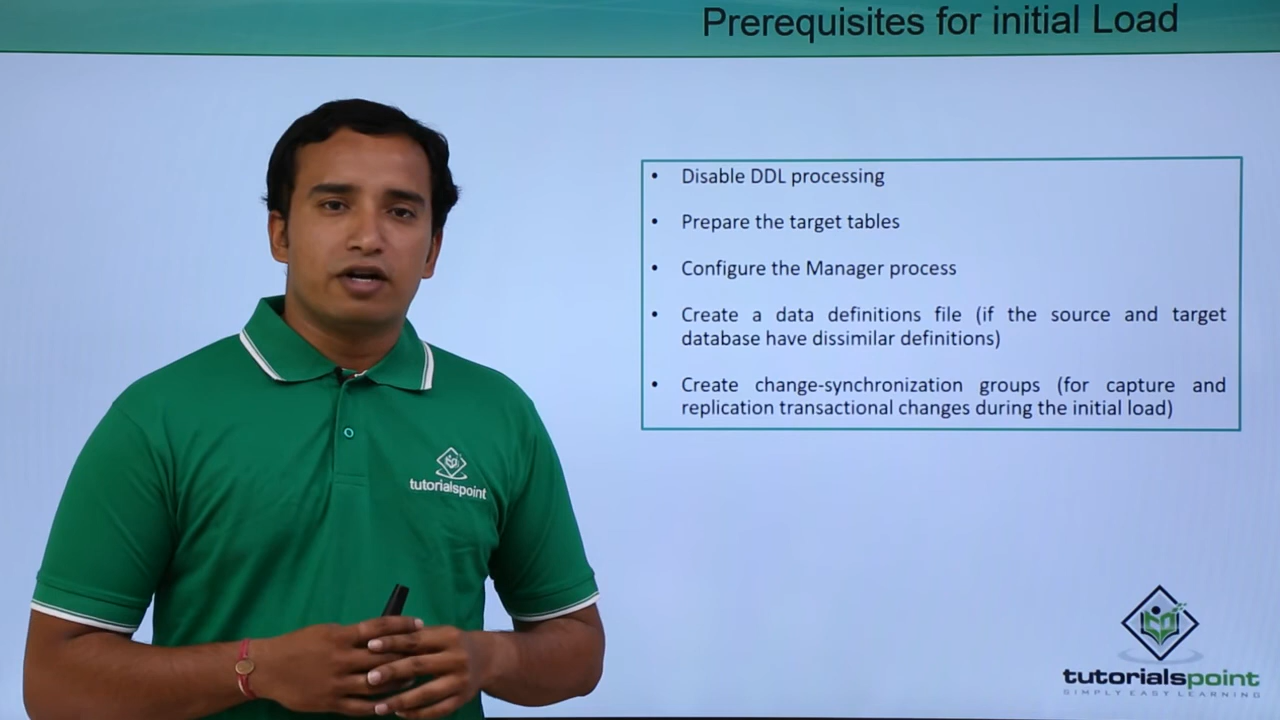 Prerequisites for initial Load
• Disable DDL processing
• Prepare the target tables
• Configure the Manager process
• Create a data definitions file (if the source and target
database have dissimilar definitions)
• Create change-synchronization groups (for capture and
replication transactional changes during the initial load)
tutorialspoint
tutorialspoint
SIMPLY EASY LEARNING